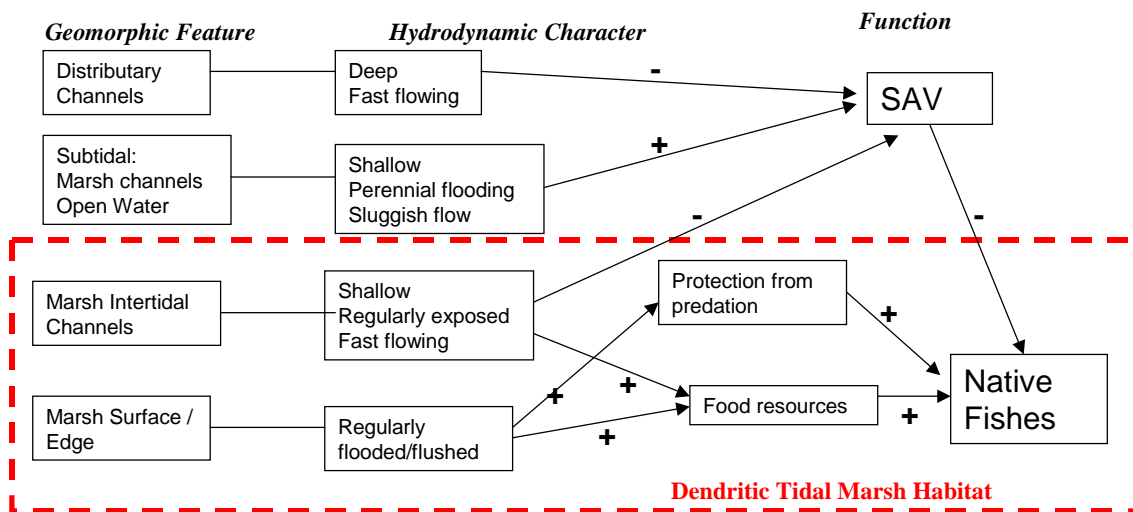 Geomorphic Feature
Hydrodynamic Character
Function
Distributary
Channels
Deep
Fast flowing
-
SAV
Subtidal:
Marsh channels
Open Water
Shallow
Perennial flooding
Sluggish flow
+
-
-
Marsh Intertidal
Channels
Shallow
Regularly exposed
Fast flowing
Protection from
predation
+
+
Native
Fishes
Marsh Surface /
Edge
Regularly
flooded/flushed
+
+
Food resources
+
Dendritic Tidal Marsh Habitat